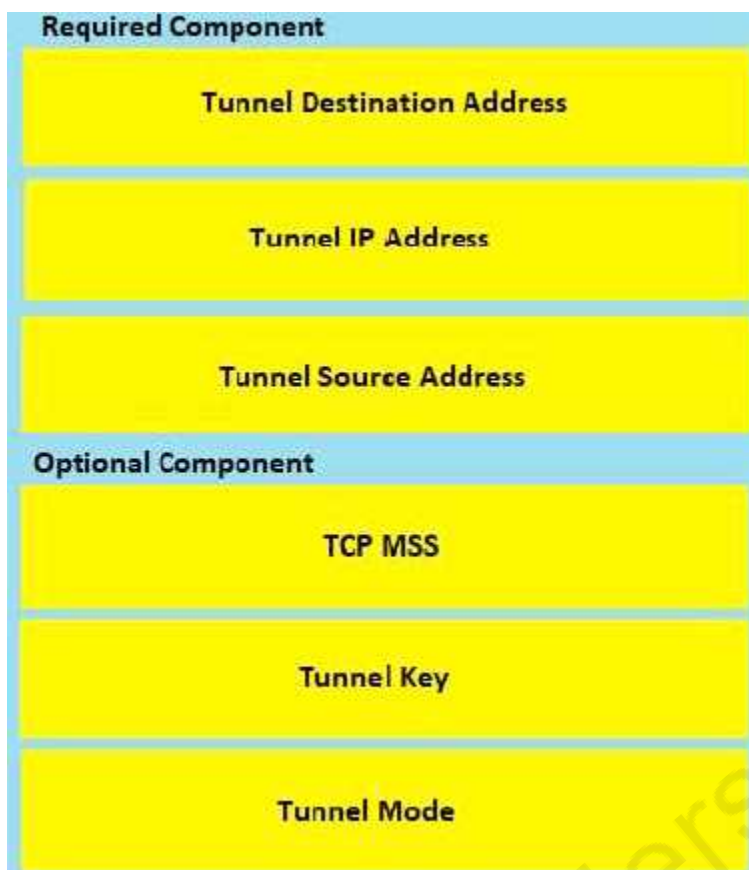 Required Component
Tunnel Destination Address
Tunnel IP Address
Tunnel Source Address
Optional Component
TCP MSS
Tunnel Key
Tunnel Mode